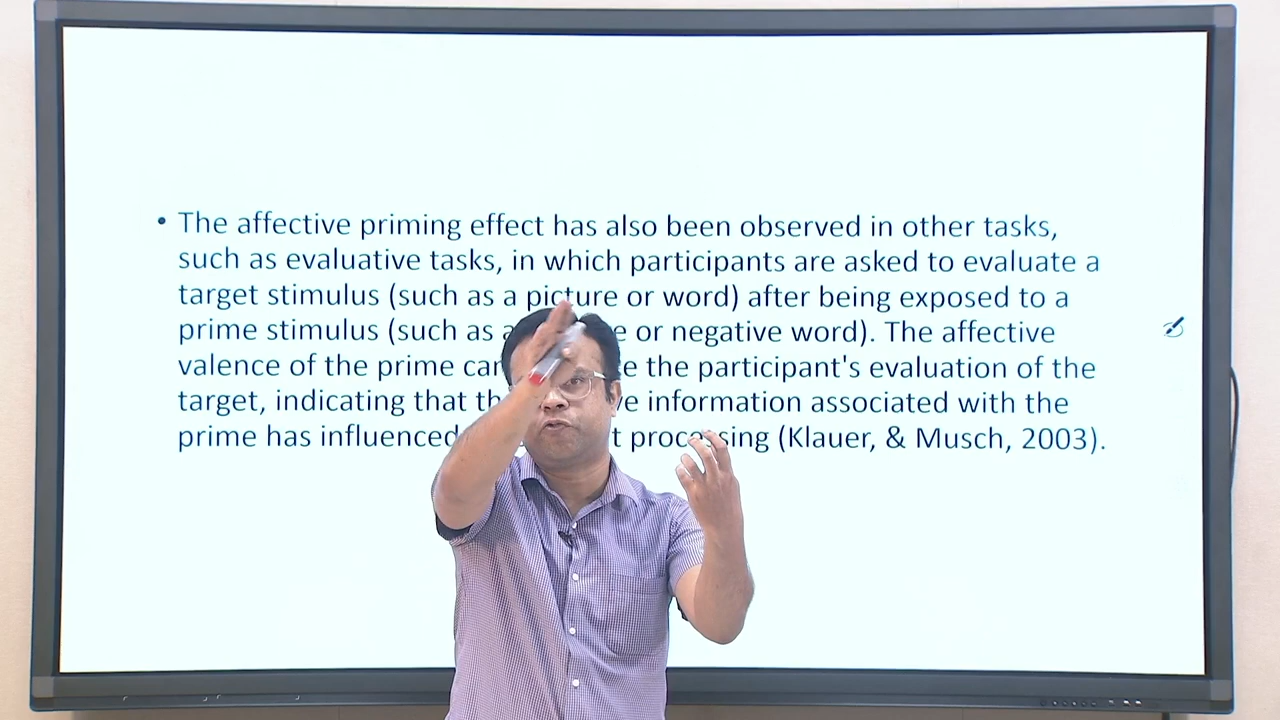 • The affective priming effect has also been observed in other tasks,
such as evaluative tasks, in which participants are asked to evaluate a
target stimulus (such as a picture or word) after being exposed to a
prime stimulus (such as a or negative word). The affective
valence of the prime the participant's evaluation of the
target, indicating that information associated with the
prime has influenced processing (Klauer, & Musch, 2003).